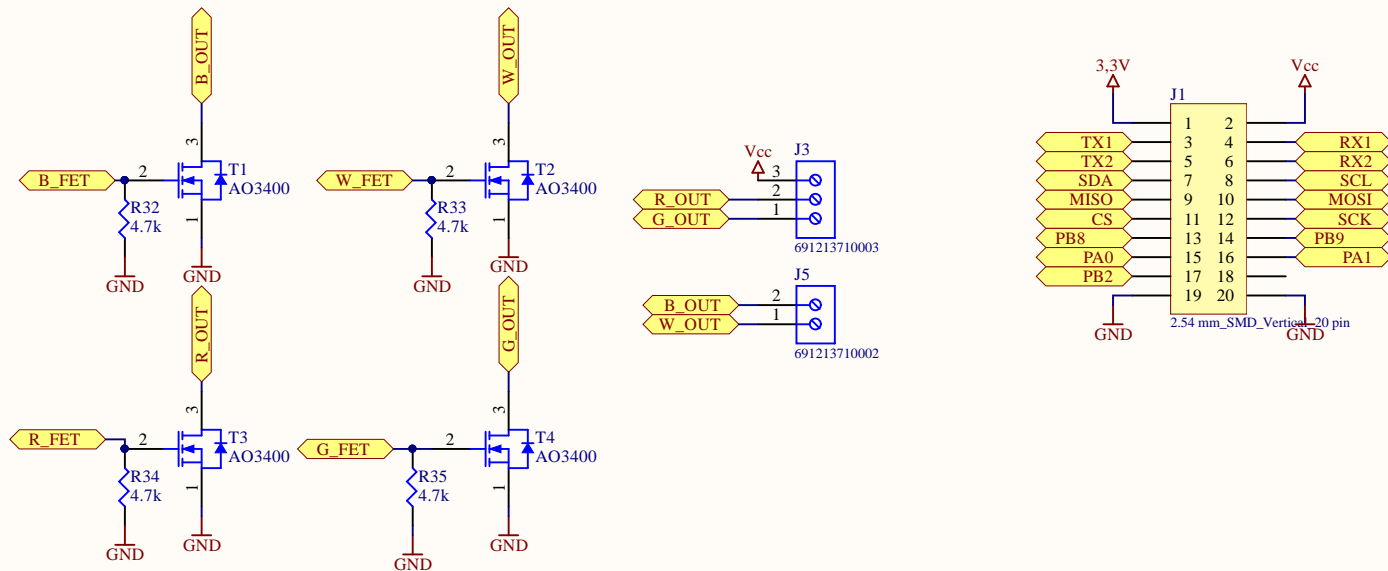 B_OUT
3
B_FET
2
T1
AO3400
R32
4.7k
1
GND
GND
W_OUT
3
W_FET
2
T2
AO3400
R33
4.7k
1
GND
GND
R_OUT
3
R_FET
2
T3
AO3400
R34
4.7k
1
GND
GND
G_OUT
3
G_FET
2
T4
AO3400
R35
4.7k
1
GND
GND
J3
Vcc
3
R_OUT 2
G_OUT 1
691213710003
J5
B_OUT 2
W_OUT 1
691213710002
3,3V Vcc
J1
1 2
TX1 3 4 RX1
TX2 5 6 RX2
SDA 7 8 SCL
MISO 9 10 MOSI
CS 11 12 SCK
PB8 13 14 PB9
PA0 15 16 PA1
PB2 17 18
19 20
2.54 mm_SMD_Vertical_20 pin
GND GND